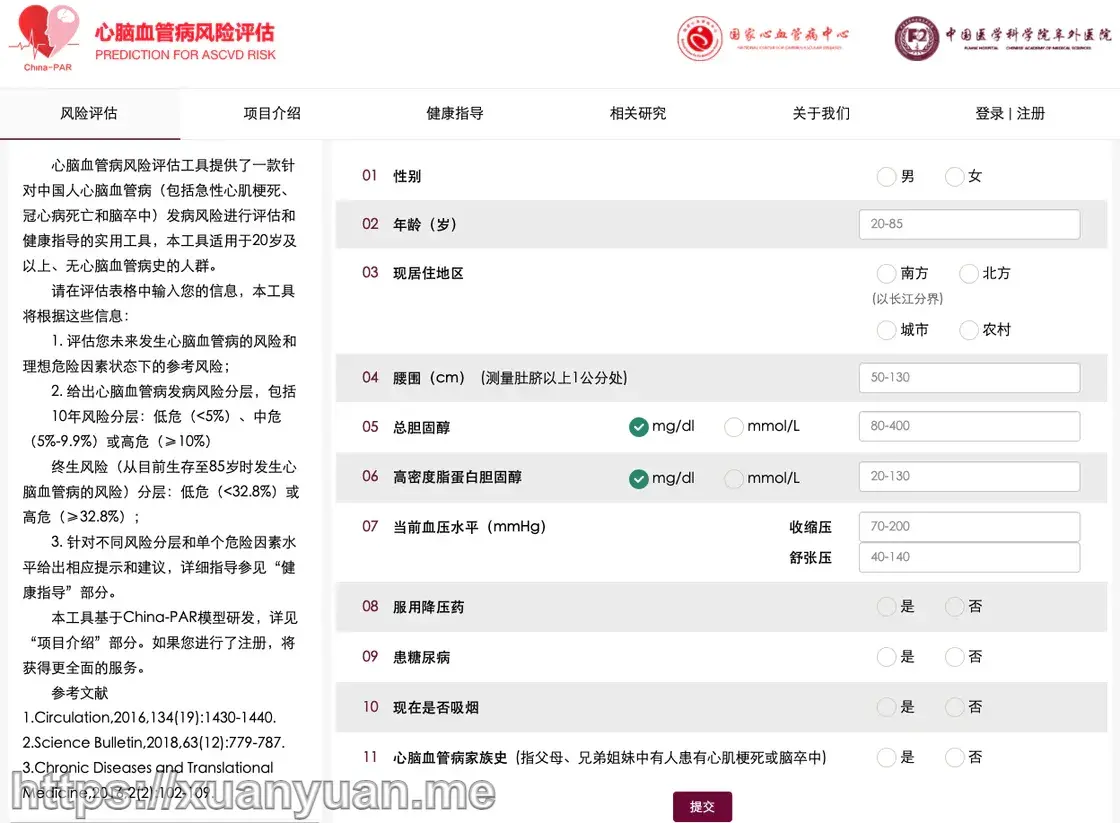 心脑血管病风险评估
PREDICTION FOR ASCVD RISK
China-PAR
国家心血管病中心
NATIONAL CENTER FOR CARDIOVASCULAR DISEASES
中国医学科学院阜外医院
FUWAI HOSPITAL CHINESE ACADEMY OF MEDICAL SCIENCES
风险评估 项目介绍 健康指导 相关研究 关于我们 登录 | 注册
心脑血管病风险评估工具提供了一款针
对中国人心脑血管病（包括急性心肌梗死、
冠心病死亡和脑卒中）发病风险进行评估和
健康指导的实用工具，本工具适用于20岁及
以上、无心脑血管病史的人群。
请在评估表格中输入您的信息，本工具
将根据这些信息：
1. 评估您未来发生心脑血管病的风险和
理想危险因素状态下的参考风险；
2. 给出心脑血管病发病风险分层，包括
10年风险分层：低危（<5%）、中危
（5%-9.9%）或高危（≥10%）
终生风险（从目前生存至85岁时发生心
脑血管病的风险）分层：低危（<32.8%）或
高危（≥32.8%）；
3. 针对不同风险分层和单个危险因素水
平给出相应提示和建议，详细指导参见“健
康指导”部分。
本工具基于China-PAR模型研发，详见
“项目介绍”部分。如果您进行了注册，将
获得更全面的服务。
参考文献
1.Circulation,2016,134(19):1430-1440.
2.Science Bulletin,2018,63(12):779-787.
3.Chronic Diseases and Translational
Medicine,2016,2(2):102-109.
01 性别 男 女
02 年龄（岁） 20-85
03 现居住地区 南方 北方
(以长江分界)
城市 农村
04 腰围（cm）（测量肚脐以上1公分处) 50-130
05 总胆固醇 mg/dl mmol/L 80-400
06 高密度脂蛋白胆固醇 mg/dl mmol/L 20-130
07 当前血压水平（mmHg） 收缩压 70-200
舒张压 40-140
08 服用降压药 是 否
09 患糖尿病 是 否
10 现在是否吸烟 是 否
11 心脑血管病家族史（指父母、兄弟姐妹中有人患有心肌梗死或脑卒中) 是 否
提交
https://xuanyuan.me